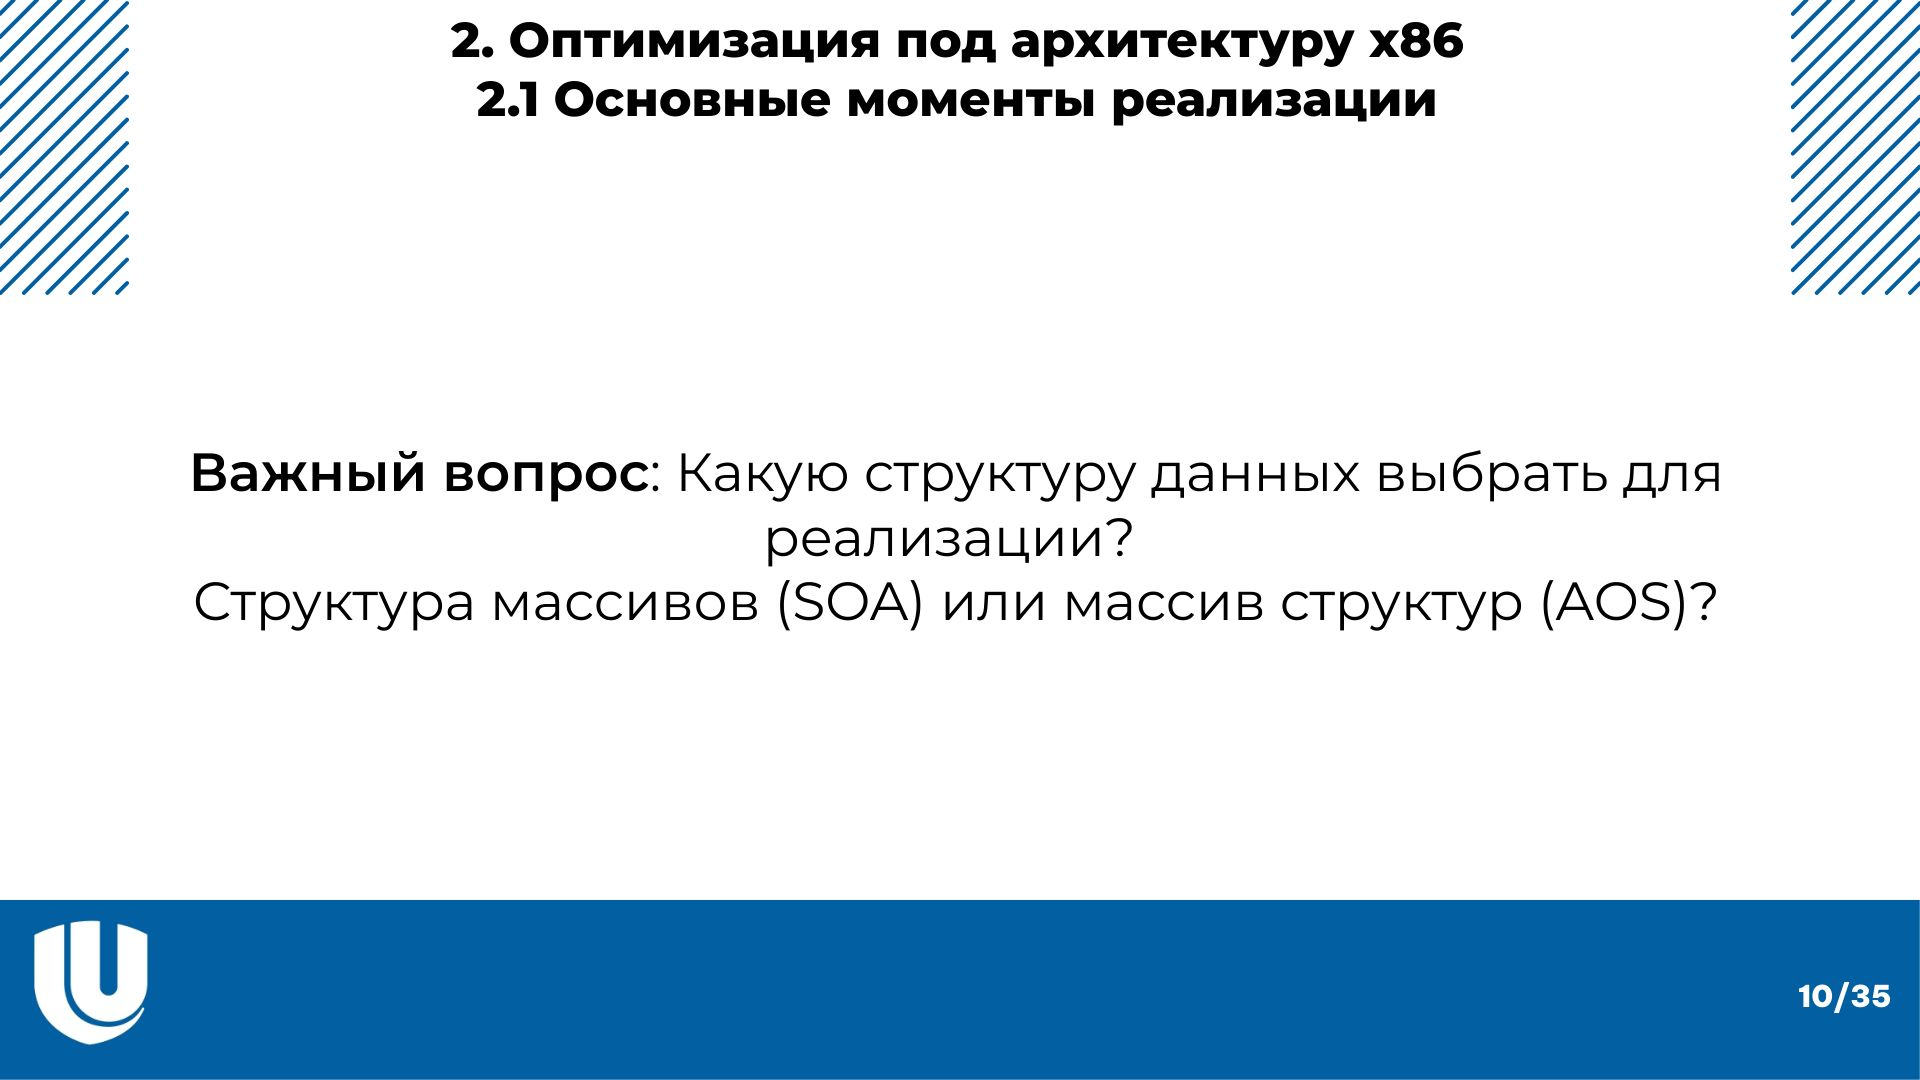 2. Оптимизация под архитектуру x86
2.1 Основные моменты реализации
Важный вопрос: Какую структуру данных выбрать для
реализации?
Структура массивов (SOA) или массив структур (AOS)?
10/35